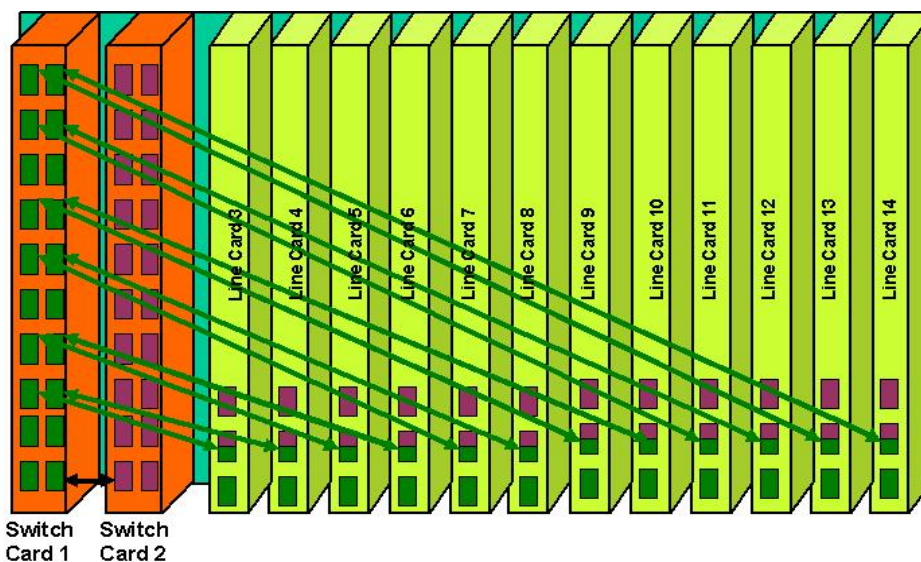 Line Card 3
Line Card 4
Line Card 5
Line Card 6
Line Card 7
Line Card 8
Line Card 9
Line Card 10
Line Card 11
Line Card 12
Line Card 13
Line Card 14
Switch
Card 1
Switch
Card 2